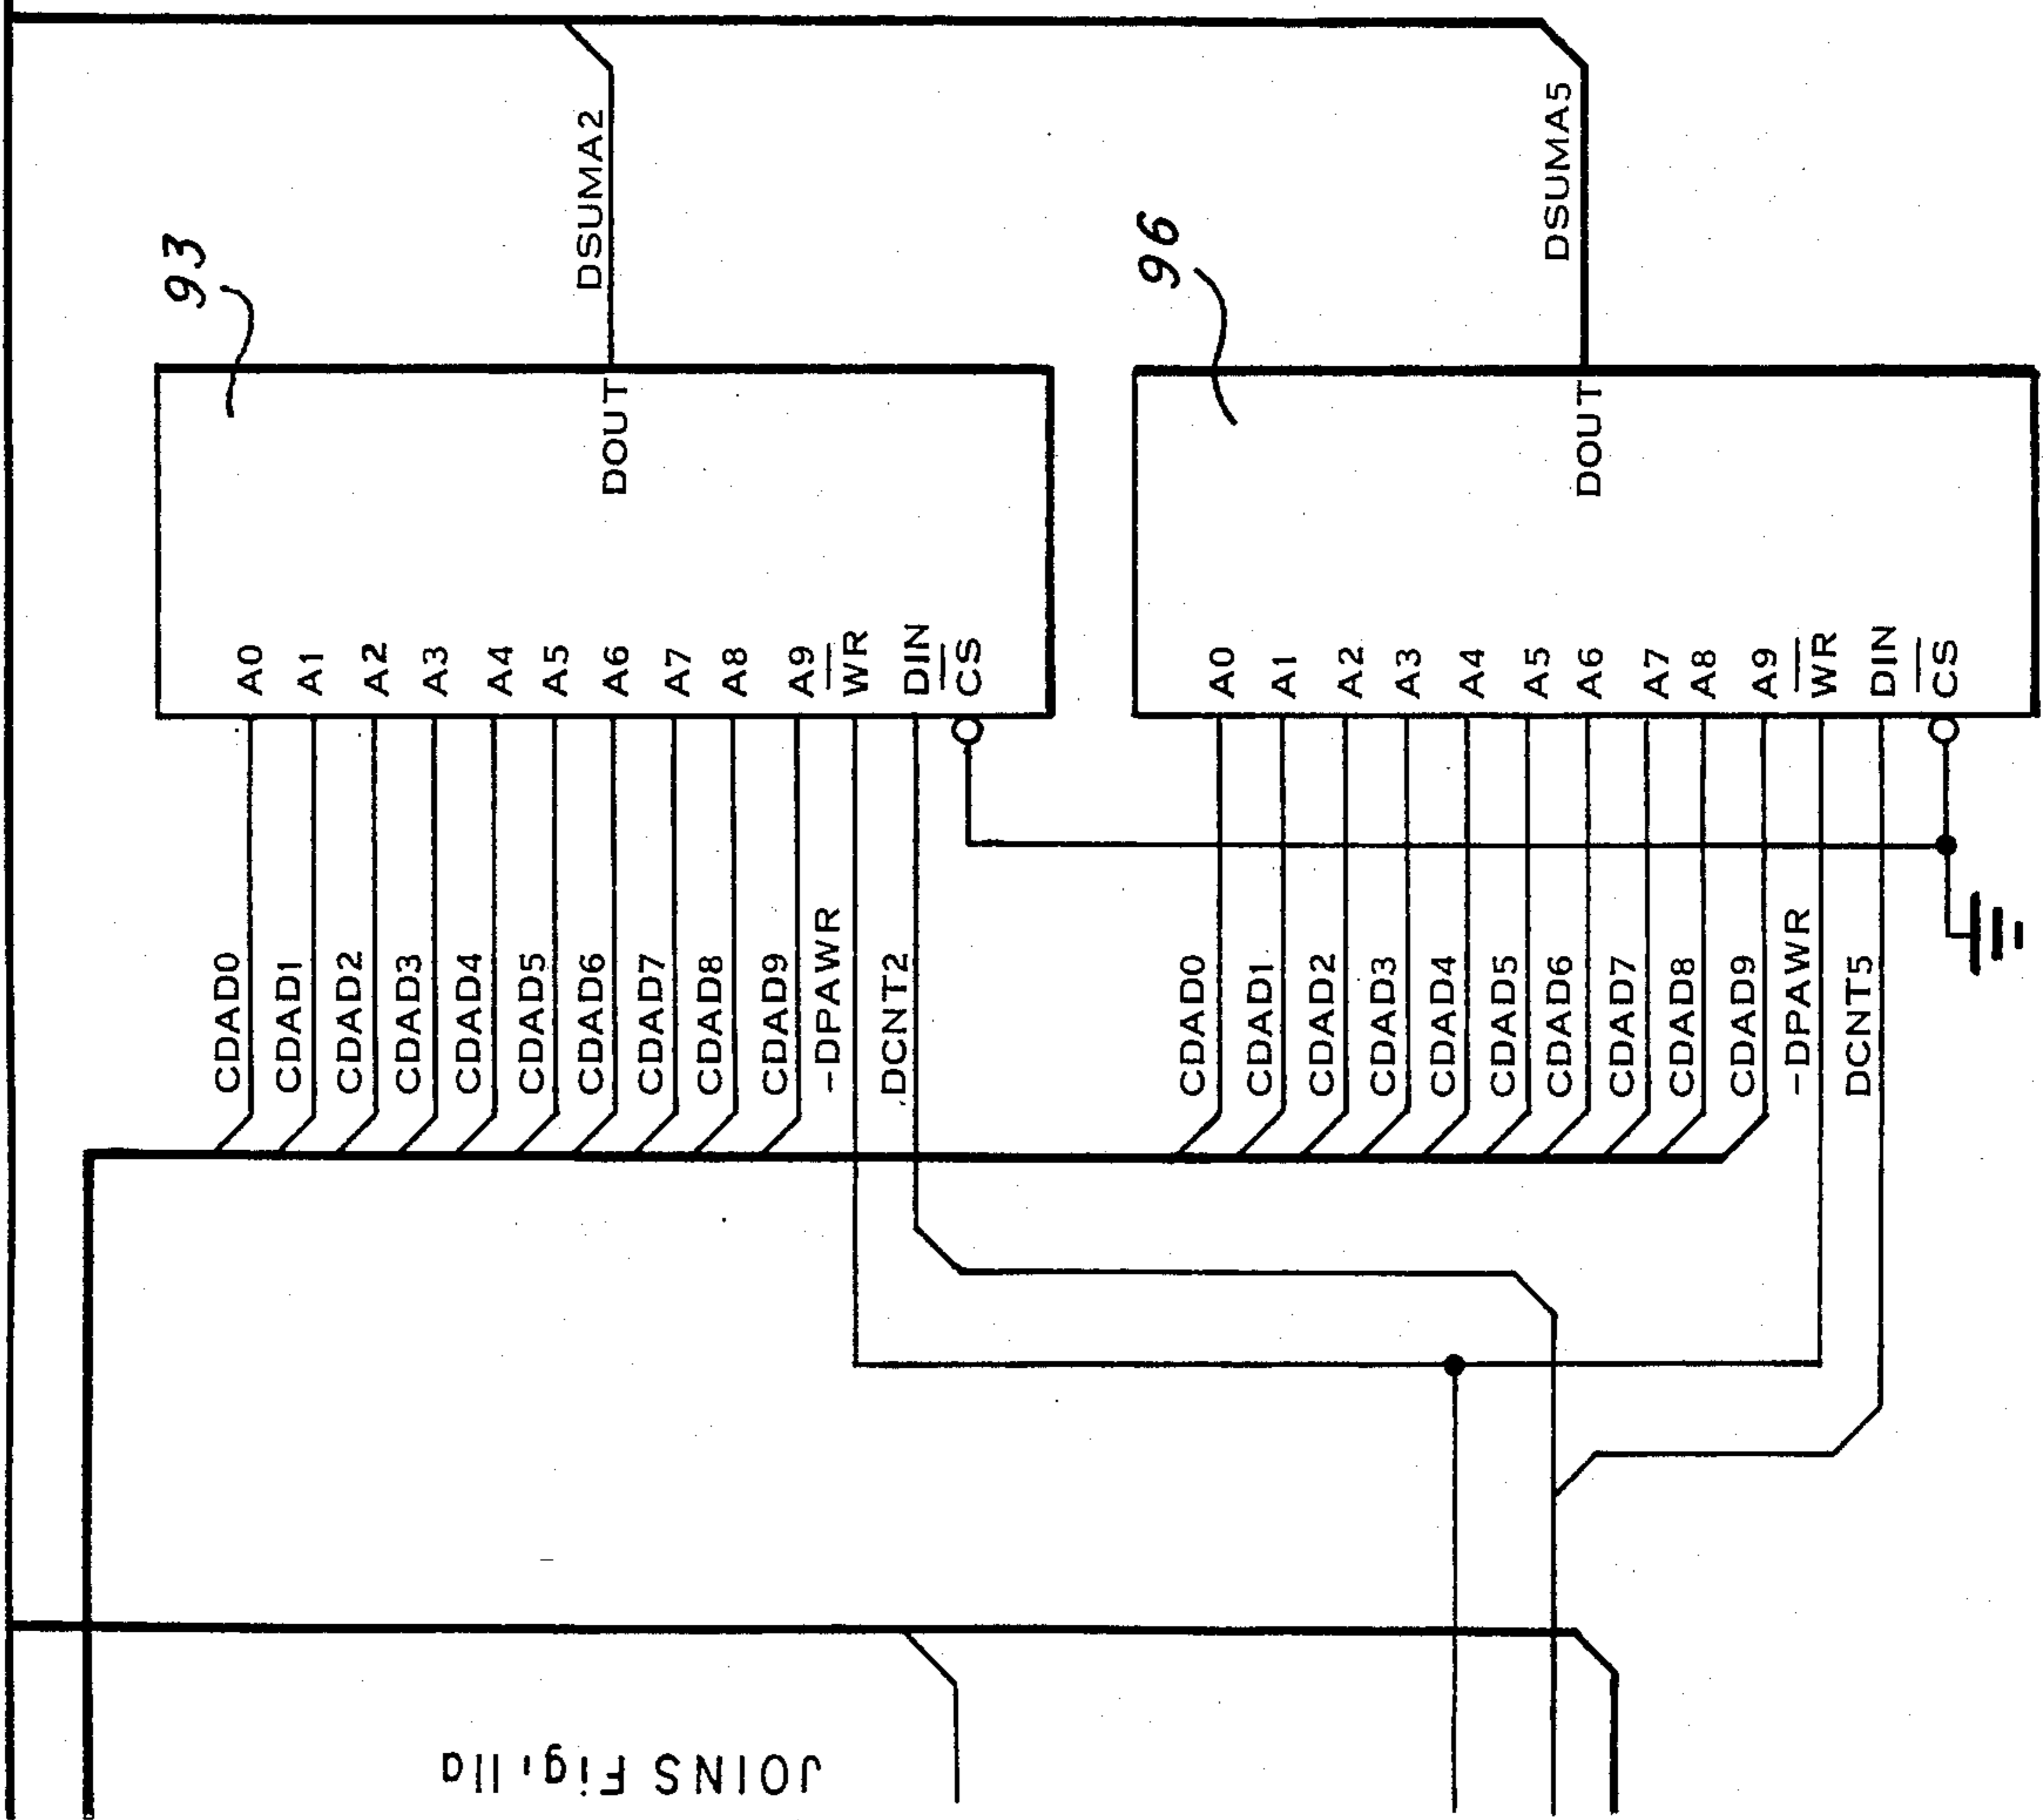 93
DSUMA2
A0
A1
A2
A3
A4
A5
A6
A7
A8
A9
WR
DIN
CS
DOUT
CDAD0
CDAD1
CDAD2
CDAD3
CDAD4
CDAD5
CDAD6
CDAD7
CDAD8
CDAD9
-DPAWR
DCNT2
96
DSUMA5
A0
A1
A2
A3
A4
A5
A6
A7
A8
A9
WR
DIN
CS
DOUT
CDAD0
CDAD1
CDAD2
CDAD3
CDAD4
CDAD5
CDAD6
CDAD7
CDAD8
CDAD9
-DPAWR
DCNT5
JOINS Fig. 11a